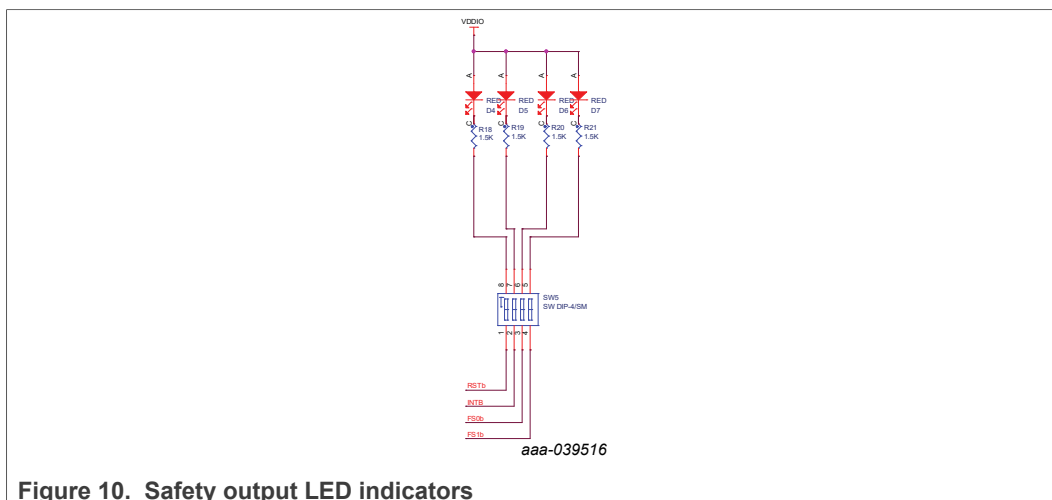 VDDIO
A A A A
RED RED RED RED
D4 D5 D6 D7
C C C C
R18 R19 R20 R21
1.5K 1.5K 1.5K 1.5K
8 7 6 5
SW5
SW DIP-4/SM
1 2 3 4
RSTb
INTB
FS0b
FS1b
aaa-039516
Figure 10. Safety output LED indicators